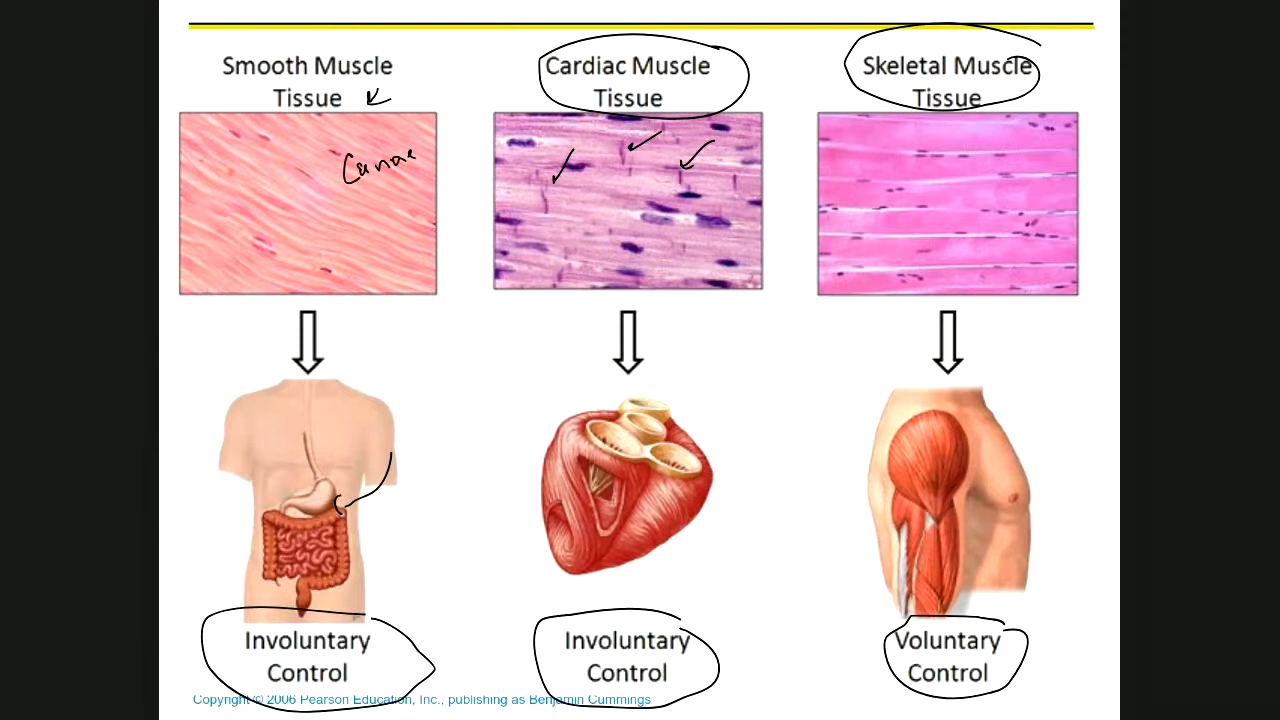 Smooth Muscle
Tissue
Cardiac Muscle
Tissue
Skeletal Muscle
Tissue
Involuntary
Control
Involuntary
Control
Voluntary
Control
Copyright © 2006 Pearson Education, Inc., publishing as Benjamin Cummings